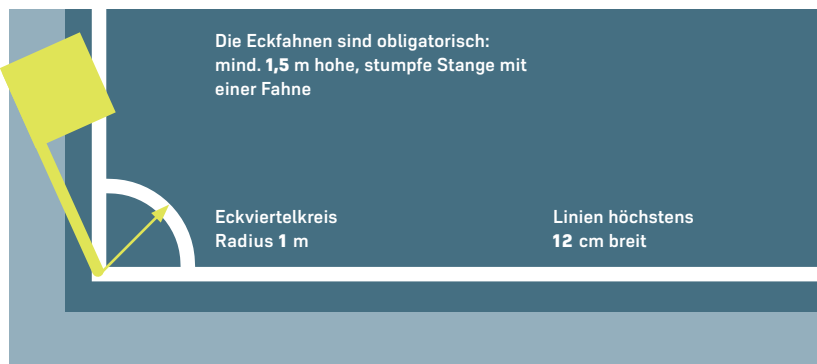 Die Eckfahnen sind obligatorisch:
mind. 1,5 m hohe, stumpfe Stange mit
einer Fahne
Eckviertelkreis
Radius 1 m
Linien höchstens
12 cm breit